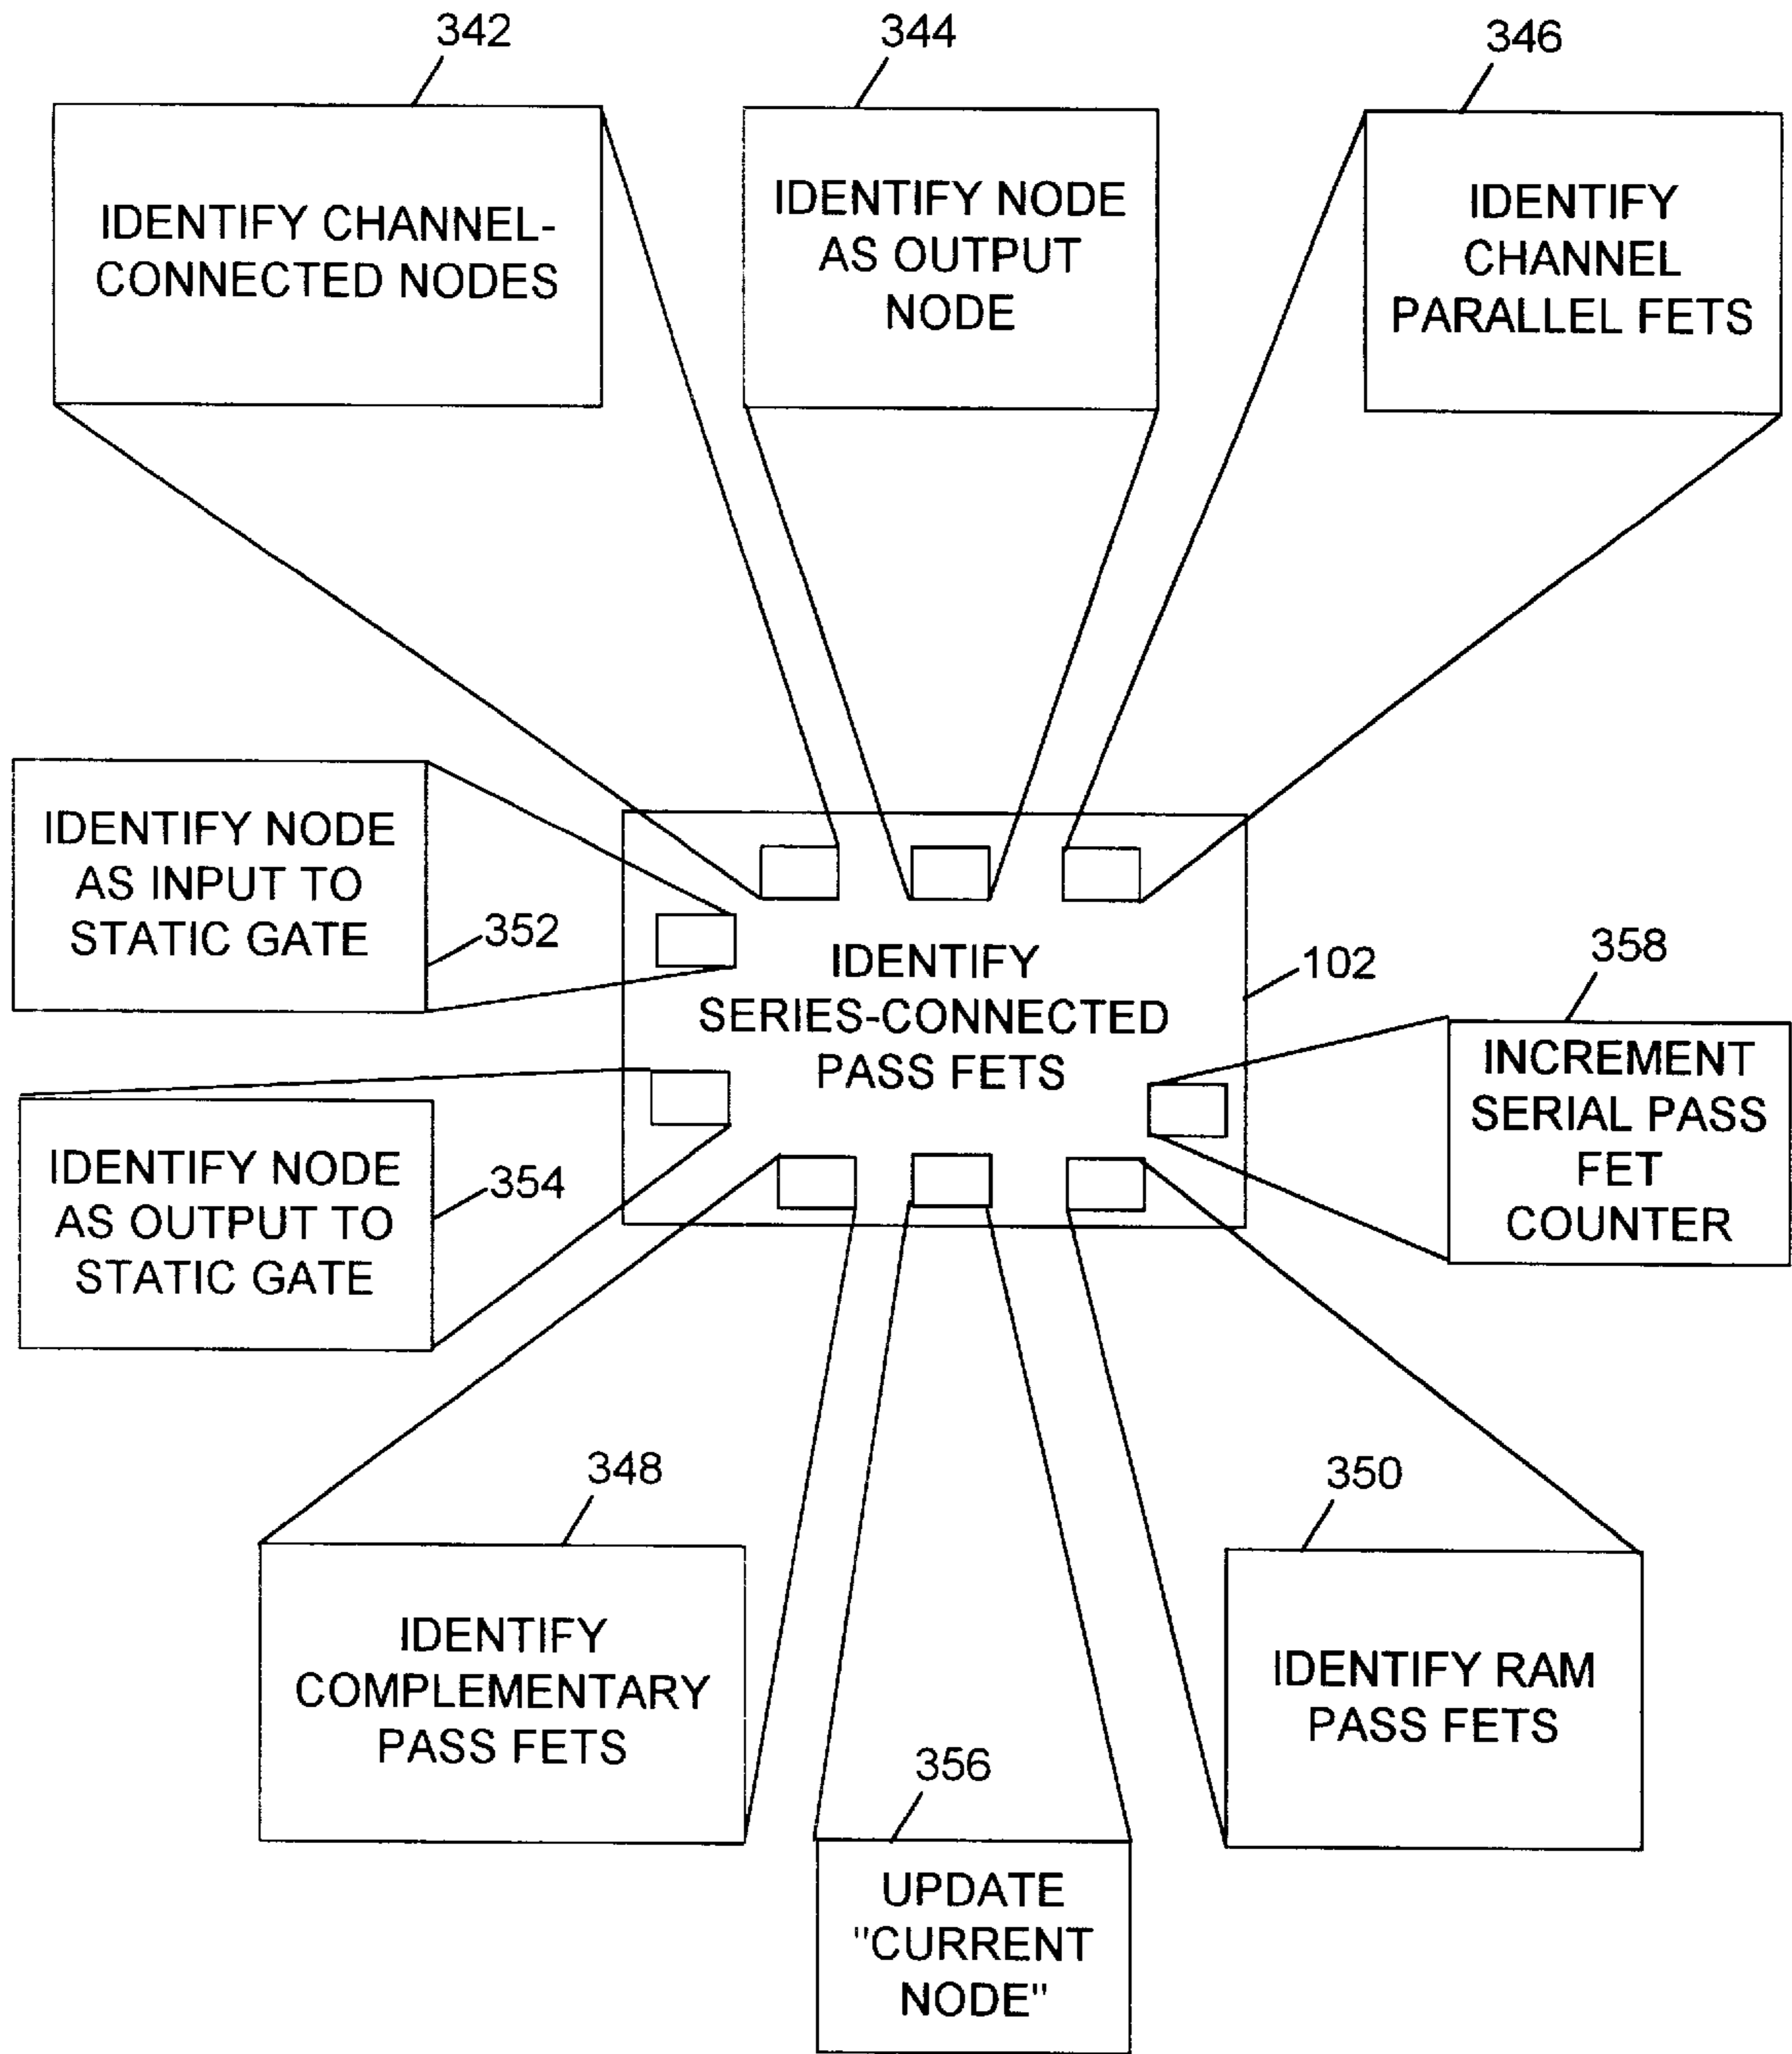 342
344
346
IDENTIFY CHANNEL-
CONNECTED NODES
IDENTIFY NODE
AS OUTPUT
NODE
IDENTIFY
CHANNEL
PARALLEL FETS
IDENTIFY NODE
AS INPUT TO
STATIC GATE
352
IDENTIFY
SERIES-CONNECTED
PASS FETS
102
358
INCREMENT
SERIAL PASS
FET
COUNTER
IDENTIFY NODE
AS OUTPUT TO
STATIC GATE
354
348
IDENTIFY
COMPLEMENTARY
PASS FETS
350
IDENTIFY RAM
PASS FETS
356
UPDATE
"CURRENT
NODE"